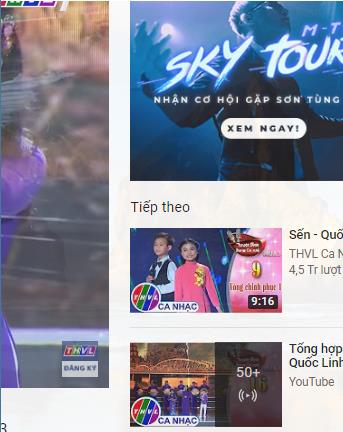 M-T
SKY TOUR
NHẬN CƠ HỘI GẶP SƠN TÙNG
XEM NGAY!
Tiếp theo
Sến - Quố
THVL Ca N
4,5 Tr lượt
9
Tông chinh phục 1
9:16
THVL
CA NHẠC
THVL
ĐĂNG KÝ
Tổng hợp
Quốc Linh
YouTube
50+
THVL
CA NHẠC
3